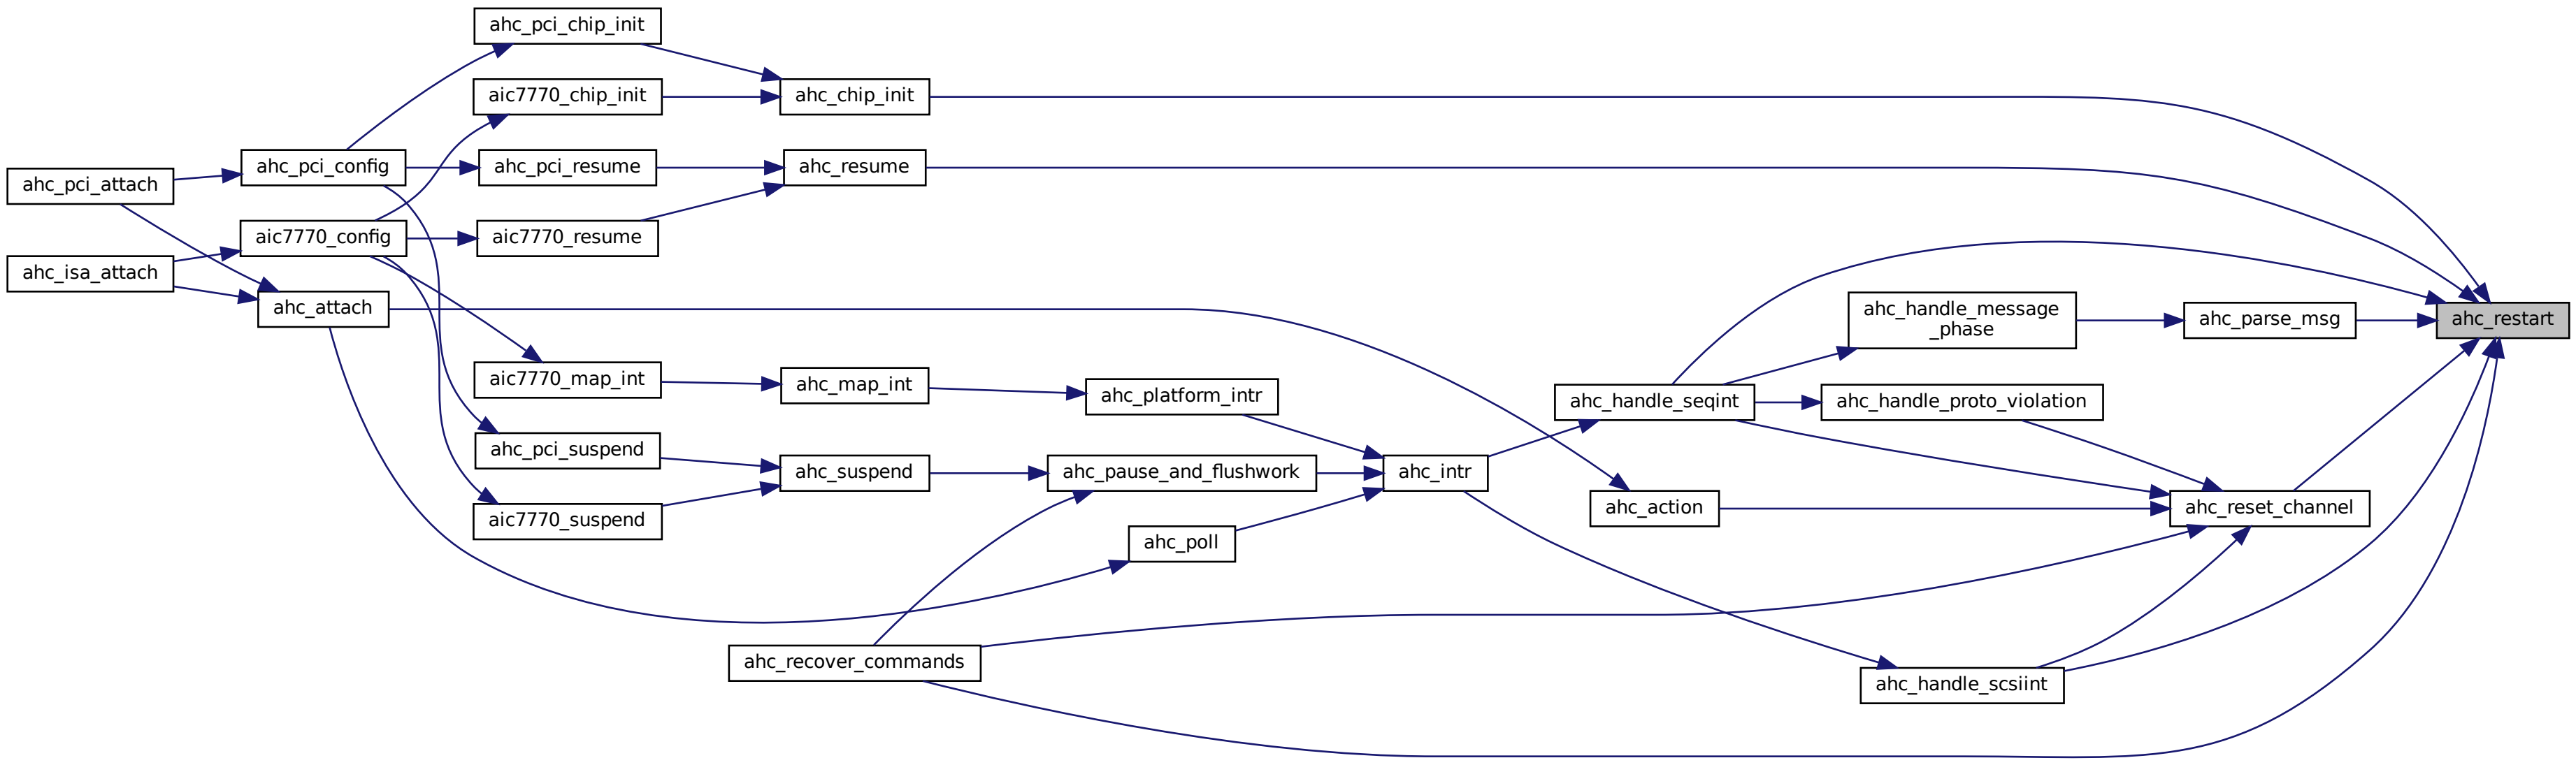 ahc_pci_chip_init
aic7770_chip_init
ahc_chip_init
ahc_pci_attach
ahc_pci_config
ahc_pci_resume
ahc_resume
aic7770_config
aic7770_resume
ahc_isa_attach
ahc_attach
ahc_handle_message
_phase
ahc_parse_msg
ahc_restart
aic7770_map_int
ahc_map_int
ahc_platform_intr
ahc_handle_seqint
ahc_handle_proto_violation
ahc_pci_suspend
ahc_suspend
ahc_pause_and_flushwork
ahc_intr
aic7770_suspend
ahc_action
ahc_reset_channel
ahc_poll
ahc_recover_commands
ahc_handle_scsiint